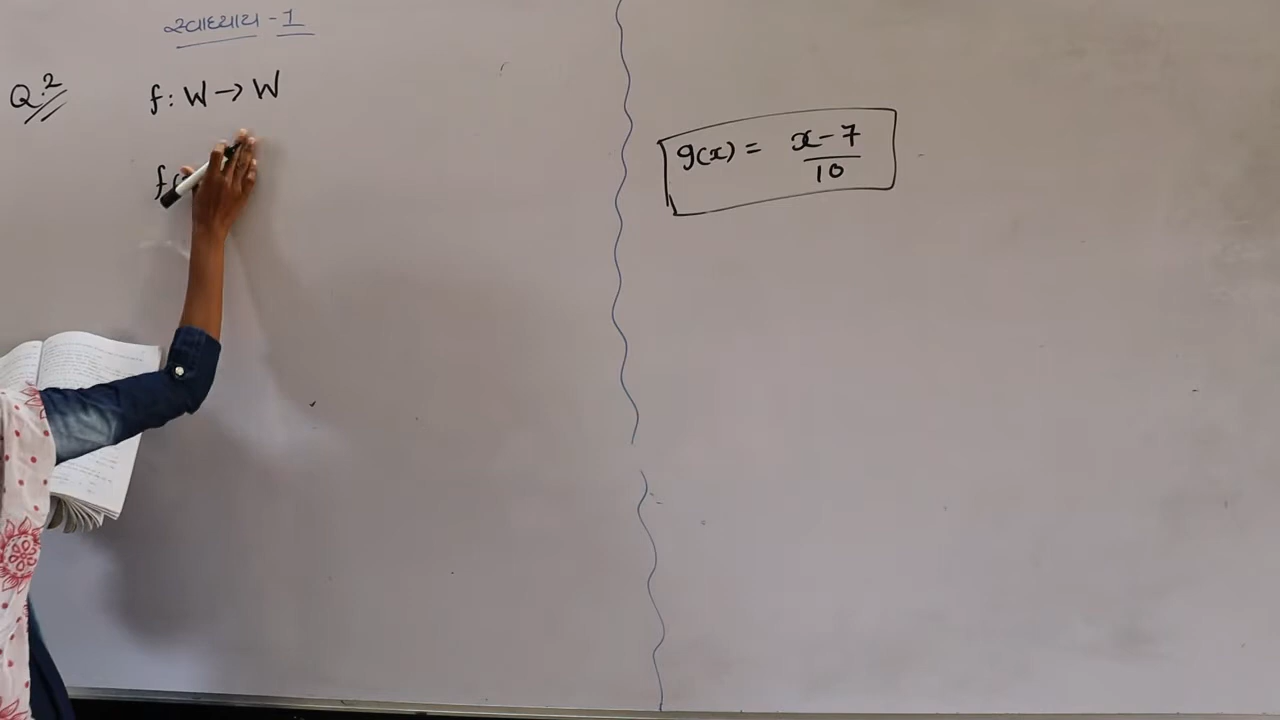 સ્વાધ્યાય - 1
Q.2 f : W → W
f(
g(x) = x-7 / 10